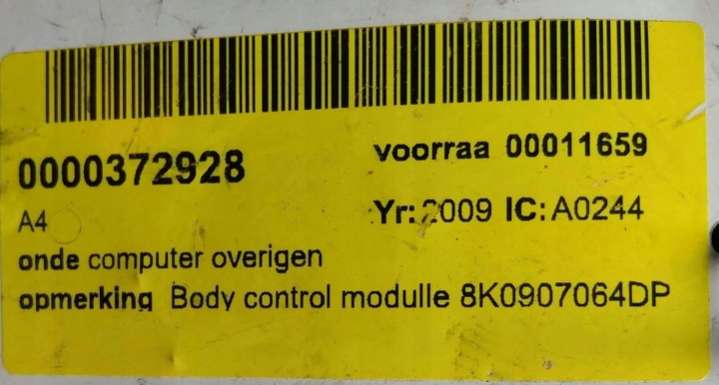 0000372928 voorraa 00011659
A4 Yr: 2009 IC: A0244
onde computer overigen
opmerking Body control modulle 8K0907064DP